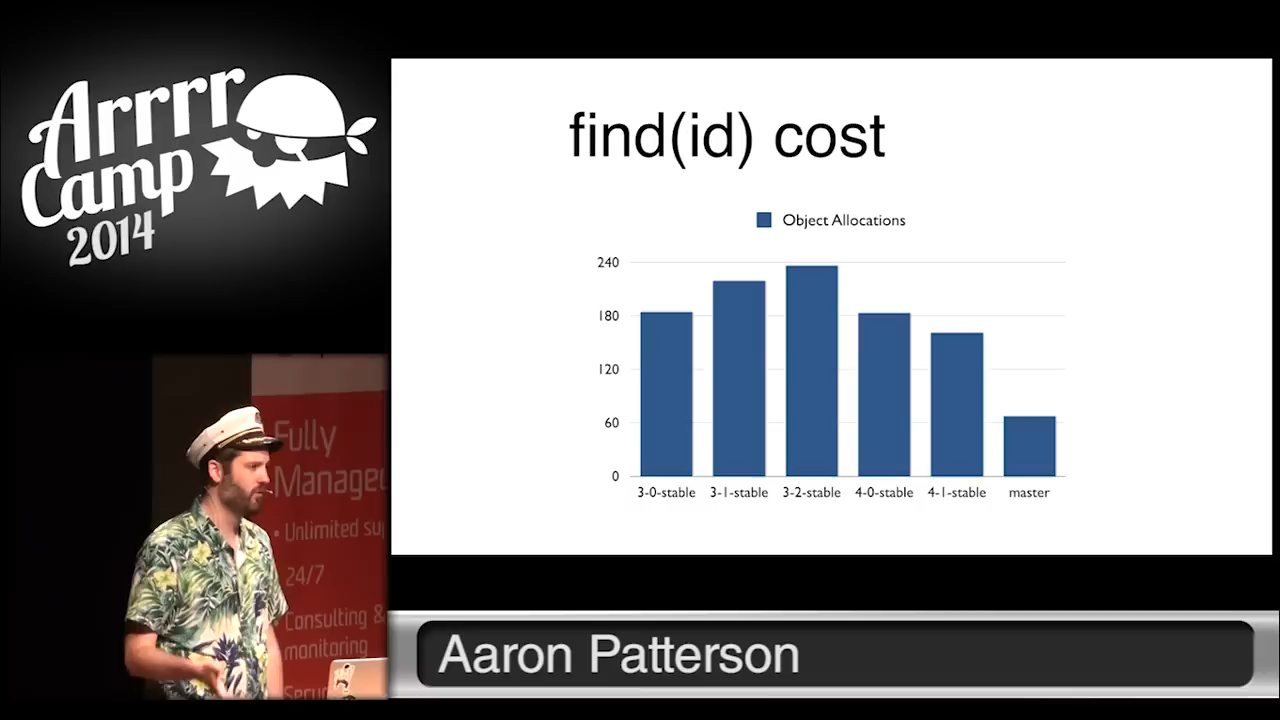 Arrrr
Camp
2014
find(id) cost
Object Allocations
240
180
120
60
0
3-0-stable 3-1-stable 3-2-stable 4-0-stable 4-1-stable master
Fully
Manage
• Unlimited su
24/7
Consulting &
monitoring
Secu
Aaron Patterson